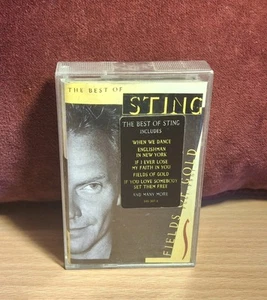 THE BEST OF
STING
THE BEST OF STING
INCLUDES
WHEN WE DANCE
ENGLISHMAN
IN NEW YORK
IF I EVER LOSE
MY FAITH IN YOU
FIELDS OF GOLD
IF YOU LOVE SOMEBODY
SET THEM FREE
AND MANY MORE
FIELDS OF GOLD